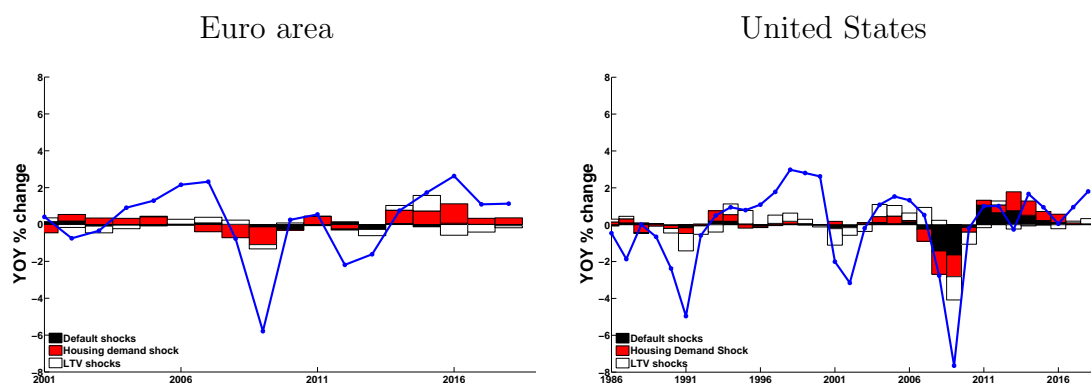 Euro area
YOY % change
8
6
4
2
0
−2
−4
−6
−8
Default shocks
Housing demand shock
LTV shocks
2001
2006
2011
2016
United States
YOY % change
8
6
4
2
0
−2
−4
−6
−8
Default shocks
Housing Demand Shock
LTV shocks
1986
1991
1996
2001
2006
2011
2016